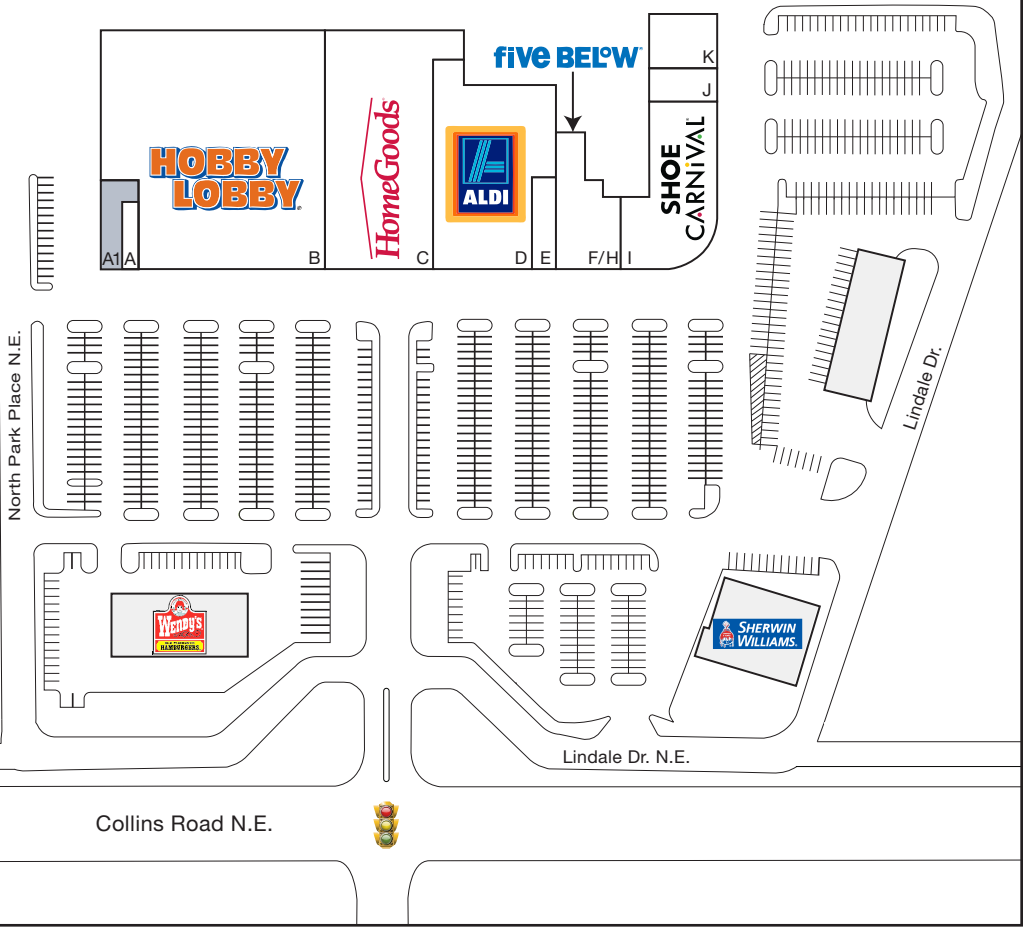 five BELOW
K
J
HOBBY
LOBBY
HomeGoods
ALDI
SHOE
CARNiVAL
A1
A
B
C
D
E
F/H
I
North Park Place N.E.
Lindale Dr.
WENDY'S
HAMBURGERS
SHERWIN
WILLIAMS.
Lindale Dr. N.E.
Collins Road N.E.